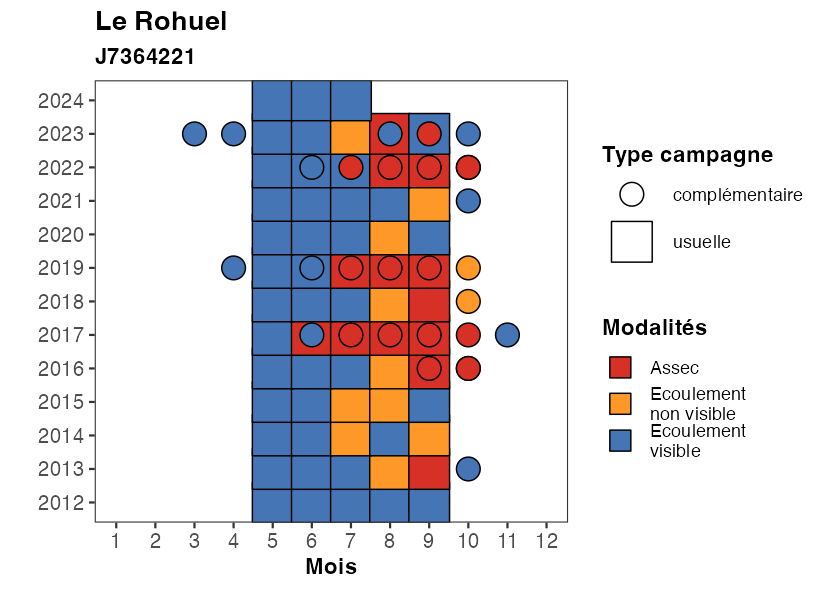 Le Rohuel
J7364221
2024
2023
2022
2021
2020
2019
2018
2017
2016
2015
2014
2013
2012
1 2 3 4 5 6 7 8 9 10 11 12
Mois
Type campagne
complémentaire
usuelle
Modalités
Assec
Ecoulement
non visible
Ecoulement
visible